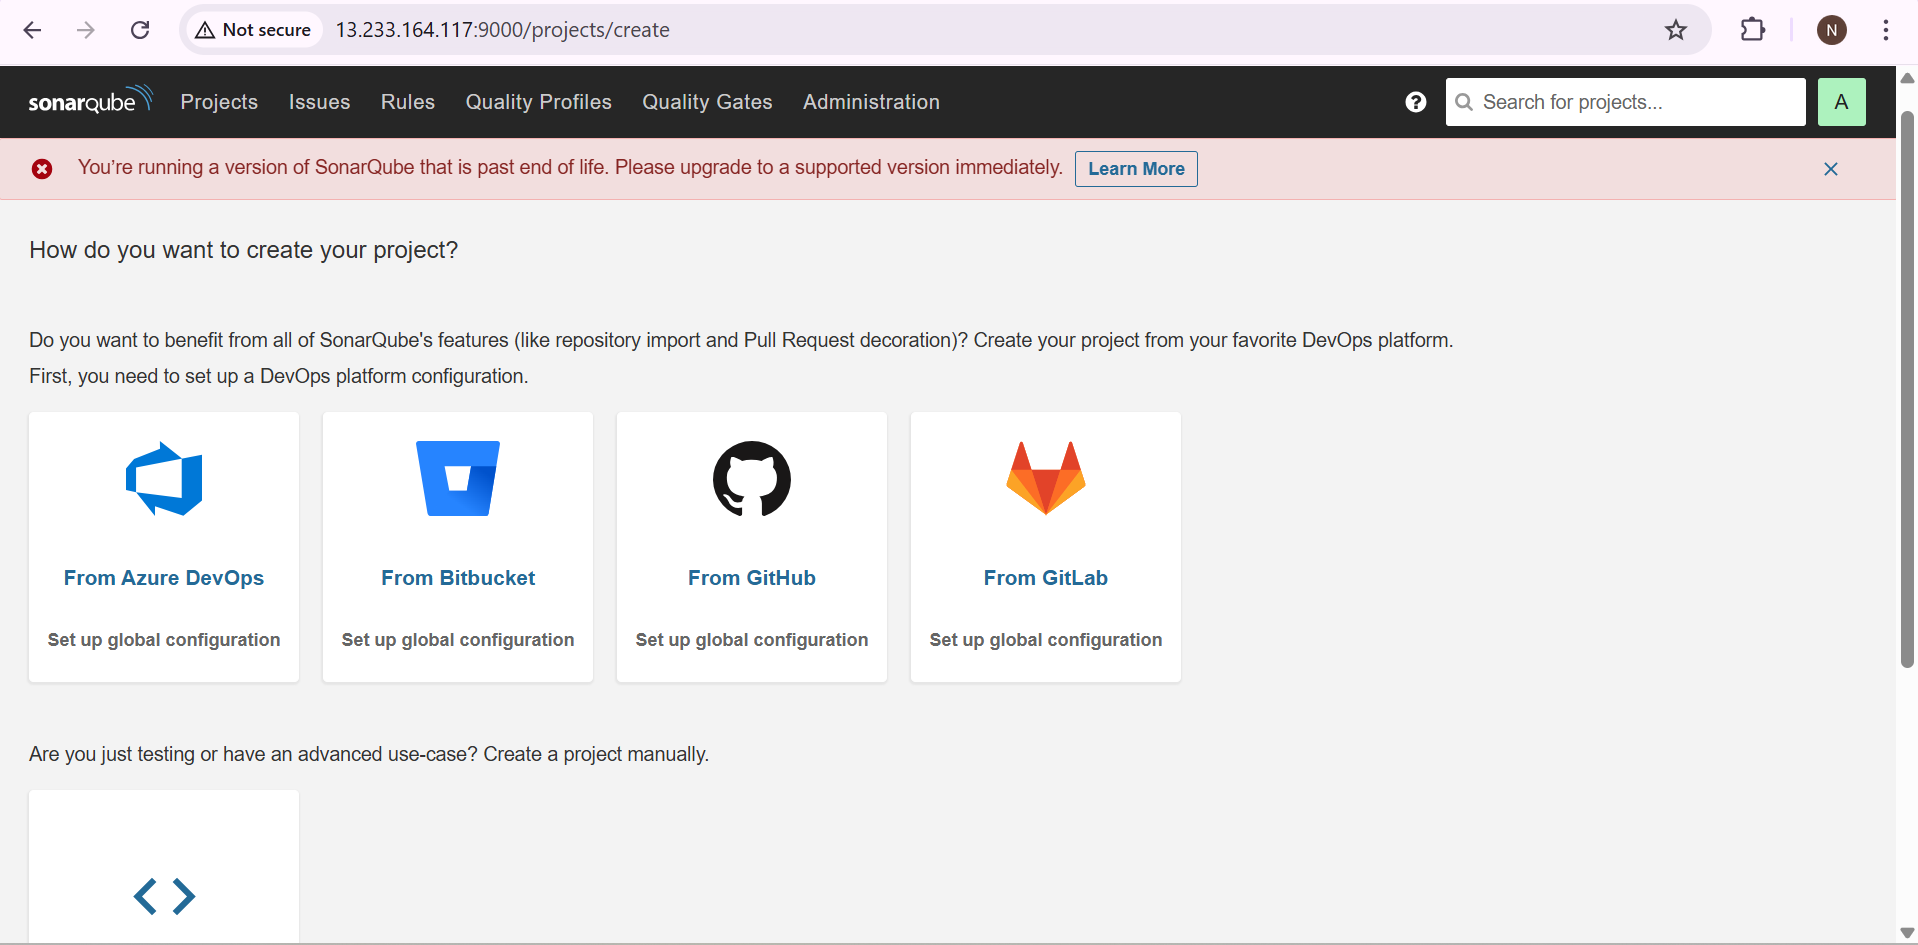 Not secure 13.233.164.117:9000/projects/create N
sonarqube Projects Issues Rules Quality Profiles Quality Gates Administration ? Search for projects... A
You’re running a version of SonarQube that is past end of life. Please upgrade to a supported version immediately. Learn More
How do you want to create your project?
Do you want to benefit from all of SonarQube's features (like repository import and Pull Request decoration)? Create your project from your favorite DevOps platform.
First, you need to set up a DevOps platform configuration.
From Azure DevOps From Bitbucket From GitHub From GitLab
Set up global configuration Set up global configuration Set up global configuration Set up global configuration
Are you just testing or have an advanced use-case? Create a project manually.